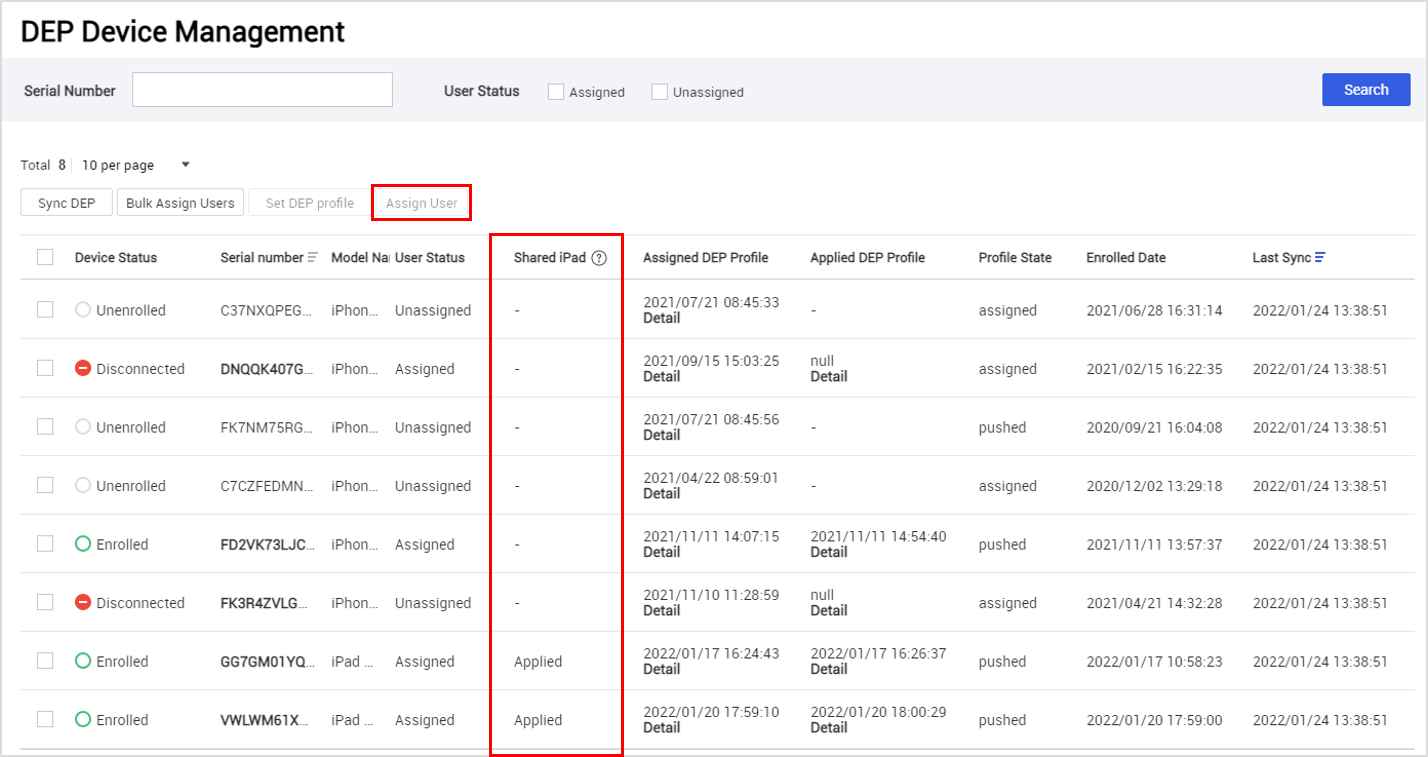 DEP Device Management
Serial Number User Status Assigned Unassigned Search
Total 8 10 per page
Sync DEP Bulk Assign Users Set DEP profile Assign User
Device Status Serial number Model Na User Status Shared iPad ? Assigned DEP Profile Applied DEP Profile Profile State Enrolled Date Last Sync
Unenrolled C37NXQPEG... iPhon... Unassigned - 2021/07/21 08:45:33 - assigned 2021/06/28 16:31:14 2022/01/24 13:38:51
Detail
Disconnected DNQQK407G... iPhon... Assigned - 2021/09/15 15:03:25 null assigned 2021/02/15 16:22:35 2022/01/24 13:38:51
Detail Detail
Unenrolled FK7NM75RG... iPhon... Unassigned - 2021/07/21 08:45:56 - pushed 2020/09/21 16:04:08 2022/01/24 13:38:51
Detail
Unenrolled C7CZFEDMN... iPhon... Unassigned - 2021/04/22 08:59:01 - assigned 2020/12/02 13:29:18 2022/01/24 13:38:51
Detail
Enrolled FD2VK73LJC... iPhon... Assigned - 2021/11/11 14:07:15 2021/11/11 14:54:40 pushed 2021/11/11 13:57:37 2022/01/24 13:38:51
Detail Detail
Disconnected FK3R4ZVLG... iPhon... Unassigned - 2021/11/10 11:28:59 null assigned 2021/04/21 14:32:28 2022/01/24 13:38:51
Detail Detail
Enrolled GG7GM01YQ... iPad ... Assigned Applied 2022/01/17 16:24:43 2022/01/17 16:26:37 pushed 2022/01/17 10:58:23 2022/01/24 13:38:51
Detail Detail
Enrolled VWLWM61X... iPad ... Assigned Applied 2022/01/20 17:59:10 2022/01/20 18:00:29 pushed 2022/01/20 17:59:00 2022/01/24 13:38:51
Detail Detail